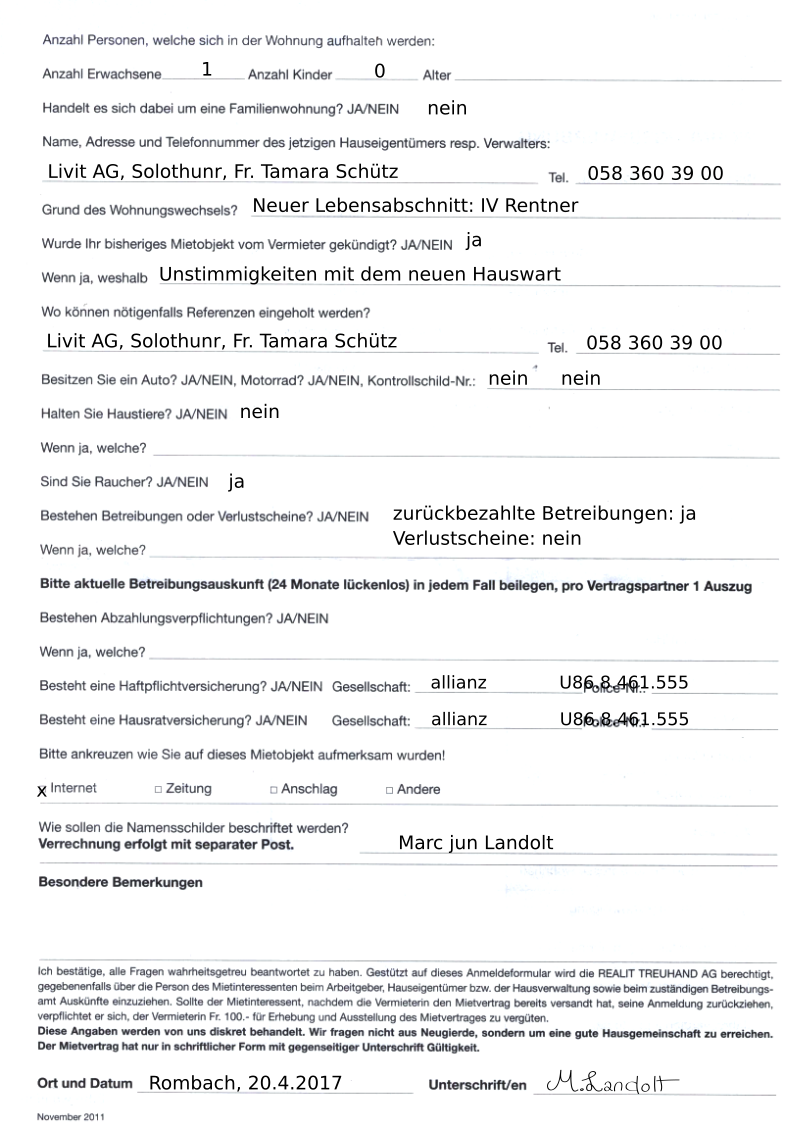 Anzahl Personen, welche sich in der Wohnung aufhalten werden:
Anzahl Erwachsene 1 Anzahl Kinder 0 Alter
Handelt es sich dabei um eine Familienwohnung? JA/NEIN nein
Name, Adresse und Telefonnummer des jetzigen Hauseigentümers resp. Verwalters:
Livit AG, Solothunr, Fr. Tamara Schütz Tel. 058 360 39 00
Grund des Wohnungswechsels? Neuer Lebensabschnitt: IV Rentner
Wurde Ihr bisheriges Mietobjekt vom Vermieter gekündigt? JA/NEIN ja
Wenn ja, weshalb Unstimmigkeiten mit dem neuen Hauswart
Wo können nötigenfalls Referenzen eingeholt werden?
Livit AG, Solothunr, Fr. Tamara Schütz Tel. 058 360 39 00
Besitzen Sie ein Auto? JA/NEIN, Motorrad? JA/NEIN, Kontrollschild-Nr.: nein nein
Halten Sie Haustiere? JA/NEIN nein
Wenn ja, welche?
Sind Sie Raucher? JA/NEIN ja
Bestehen Betreibungen oder Verlustscheine? JA/NEIN zurückbezahlte Betreibungen: ja
Verlustscheine: nein
Wenn ja, welche?
Bitte aktuelle Betreibungsauskunft (24 Monate lückenlos) in jedem Fall beilegen, pro Vertragspartner 1 Auszug
Bestehen Abzahlungsverpflichtungen? JA/NEIN
Wenn ja, welche?
Besteht eine Haftpflichtversicherung? JA/NEIN Gesellschaft: allianz Police-Nr.: U86.8.461.555
Besteht eine Hausratversicherung? JA/NEIN Gesellschaft: allianz Police-Nr.: U86.8.461.555
Bitte ankreuzen wie Sie auf dieses Mietobjekt aufmerksam wurden!
x Internet □ Zeitung □ Anschlag □ Andere
Wie sollen die Namensschilder beschriftet werden?
Verrechnung erfolgt mit separater Post. Marc jun Landolt
Besondere Bemerkungen
Ich bestätige, alle Fragen wahrheitsgetreu beantwortet zu haben. Gestützt auf dieses Anmeldeformular wird die REALIT TREUHAND AG berechtigt,
gegebenenfalls über die Person des Mietinteressenten beim Arbeitgeber, Hauseigentümer bzw. der Hausverwaltung sowie beim zuständigen Betreibungs-
amt Auskünfte einzuziehen. Sollte der Mietinteressent, nachdem die Vermieterin den Mietvertrag bereits versandt hat, seine Anmeldung zurückziehen,
verpflichtet er sich, der Vermieterin Fr. 100.- für Erhebung und Ausstellung des Mietvertrages zu vergüten.
Diese Angaben werden von uns diskret behandelt. Wir fragen nicht aus Neugierde, sondern um eine gute Hausgemeinschaft zu erreichen.
Der Mietvertrag hat nur in schriftlicher Form mit gegenseitiger Unterschrift Gültigkeit.
Ort und Datum Rombach, 20.4.2017 Unterschrift/en M.Landolt
November 2011